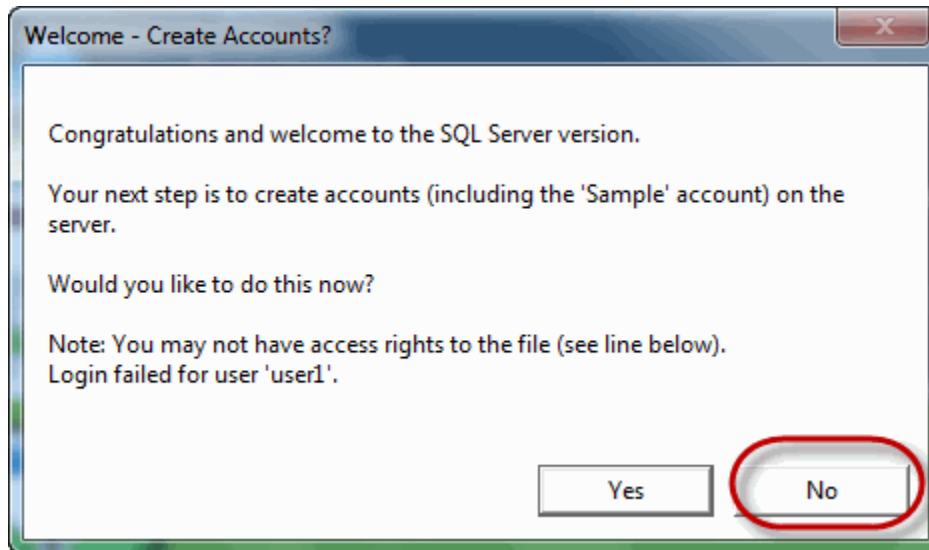 Welcome - Create Accounts?
Congratulations and welcome to the SQL Server version.
Your next step is to create accounts (including the 'Sample' account) on the
server.
Would you like to do this now?
Note: You may not have access rights to the file (see line below).
Login failed for user 'user1'.
Yes
No